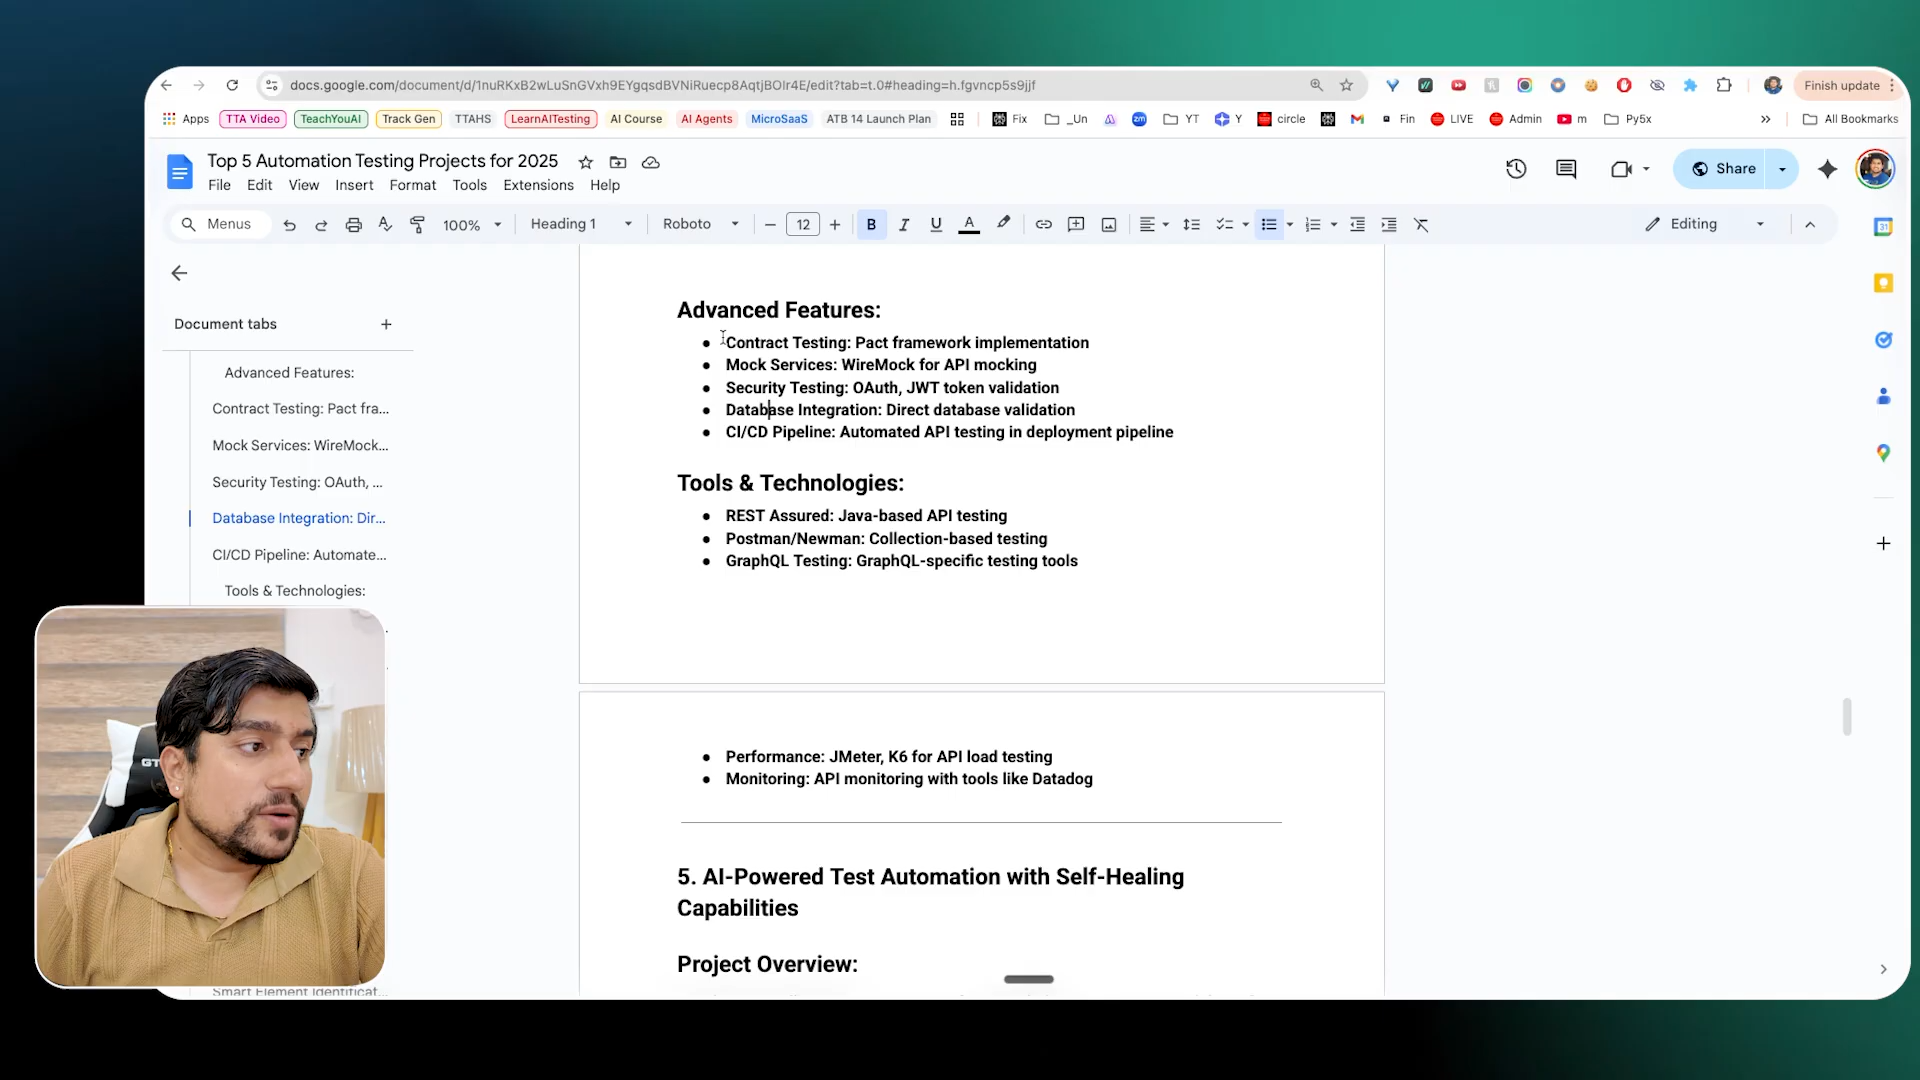 docs.google.com/document/d/1nuRKxB2wLuSnGVxh9EYgqsdBVNiRuecp8AqtjBOIr4E/edit?tab=t.0#heading=h.fgvncp5s9jjf
Finish update
Apps
TTA Video
TeachYouAI
Track Gen
TTAHS
LearnAITesting
AI Course
AI Agents
MicroSaaS
ATB 14 Launch Plan
Fix
_Un
zm
YT
Y
circle
Fin
LIVE
Admin
m
Py5x
All Bookmarks
Top 5 Automation Testing Projects for 2025
File Edit View Insert Format Tools Extensions Help
Share
Menus
100%
Heading 1
Roboto
12
B
Editing
31
Document tabs
Advanced Features:
Contract Testing: Pact fra...
Mock Services: WireMock...
Security Testing: OAuth, ...
Database Integration: Dir...
CI/CD Pipeline: Automate...
Tools & Technologies:
Smart Element Identificat...
Advanced Features:
● Contract Testing: Pact framework implementation
● Mock Services: WireMock for API mocking
● Security Testing: OAuth, JWT token validation
● Database Integration: Direct database validation
● CI/CD Pipeline: Automated API testing in deployment pipeline
Tools & Technologies:
● REST Assured: Java-based API testing
● Postman/Newman: Collection-based testing
● GraphQL Testing: GraphQL-specific testing tools
● Performance: JMeter, K6 for API load testing
● Monitoring: API monitoring with tools like Datadog
5. AI-Powered Test Automation with Self-Healing
Capabilities
Project Overview:
GT